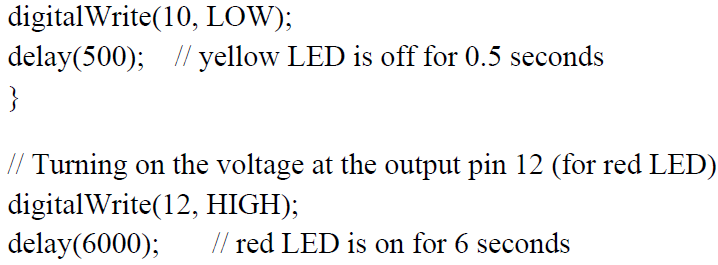 digitalWrite(10, LOW);
delay(500); // yellow LED is off for 0.5 seconds
}
// Turning on the voltage at the output pin 12 (for red LED)
digitalWrite(12, HIGH);
delay(6000); // red LED is on for 6 seconds